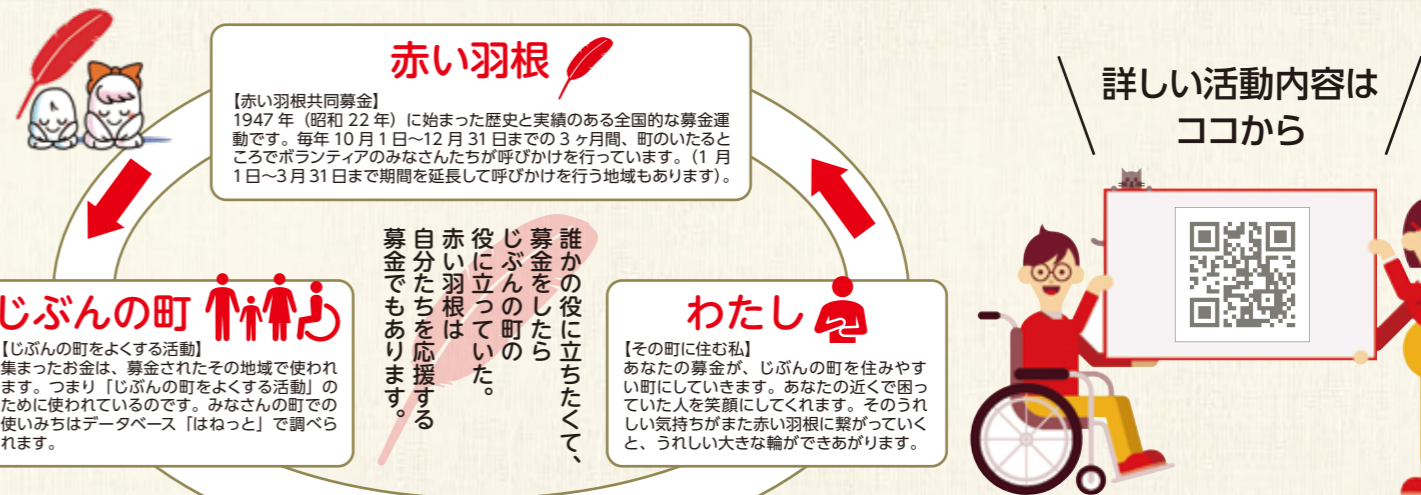 赤い羽根
【赤い羽根共同募金】
1947年（昭和22年）に始まった歴史と実績のある全国的な募金運
動です。毎年10月1日～12月31日までの3ヶ月間、町のいたると
ころでボランティアのみなさんたちが呼びかけを行っています。（1月
1日～3月31日まで期間を延長して呼びかけを行う地域もあります）。
詳しい活動内容は
ココから
誰かの役に立ちたくて、
募金をしたら
じぶんの町の
役に立っていた。
赤い羽根は
自分たちを応援する
募金でもあります。
じぶんの町
【じぶんの町をよくする活動】
集まったお金は、募金されたその地域で使われ
ます。つまり「じぶんの町をよくする活動」の
ために使われているのです。みなさんの町での
使いみちはデータベース「はねっと」で調べら
れます。
わたし
【その町に住む私】
あなたの募金が、じぶんの町を住みやす
い町にしていきます。あなたの近くで困っ
ていた人を笑顔にしてくれます。そのうれ
しい気持ちがまた赤い羽根に繋がっていく
と、うれしい大きな輪ができあがります。